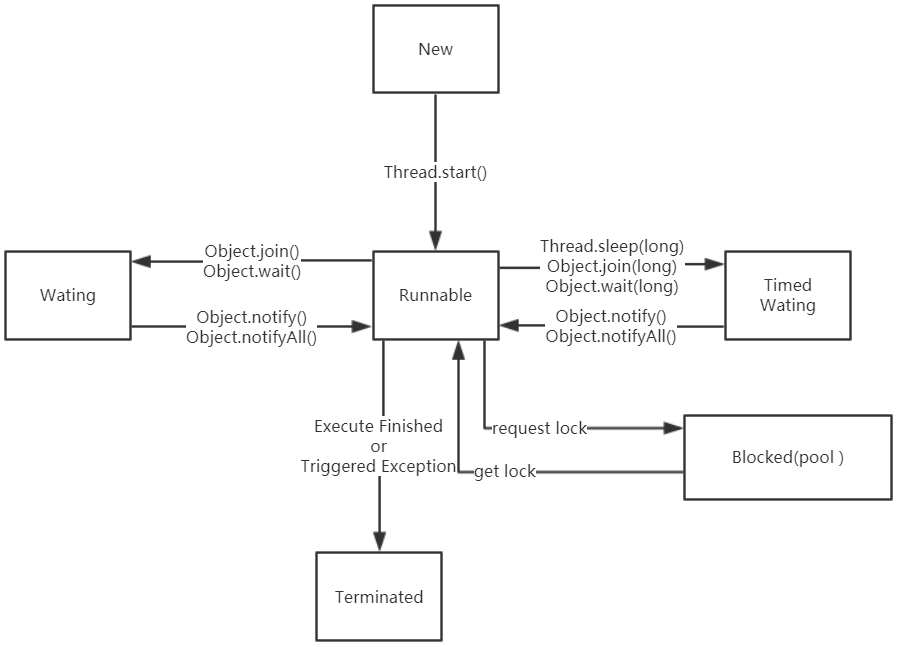 New
Thread.start()
Object.join()
Object.wait()
Thread.sleep(long)
Object.join(long)
Object.wait(long)
Wating
Runnable
Timed
Wating
Object.notify()
Object.notifyAll()
Object.notify()
Object.notifyAll()
Execute Finished
or
Triggered Exception
request lock
get lock
Blocked(pool )
Terminated